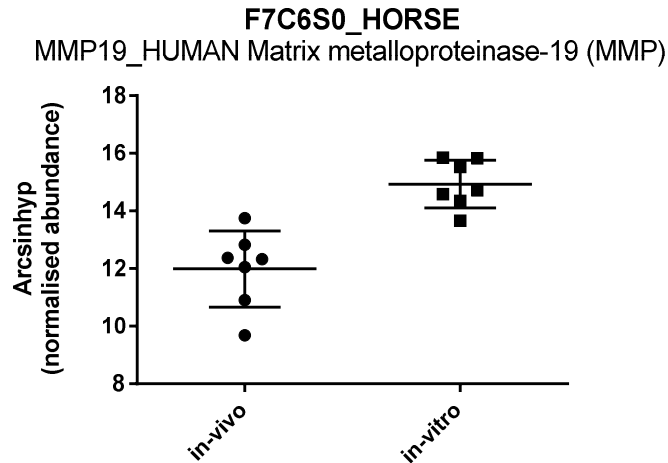 F7C6S0_HORSE
MMP19_HUMAN Matrix metalloproteinase-19 (MMP)
Arcsinhyp
(normalised abundance)
18
16
14
12
10
8
in-vivo
in-vitro